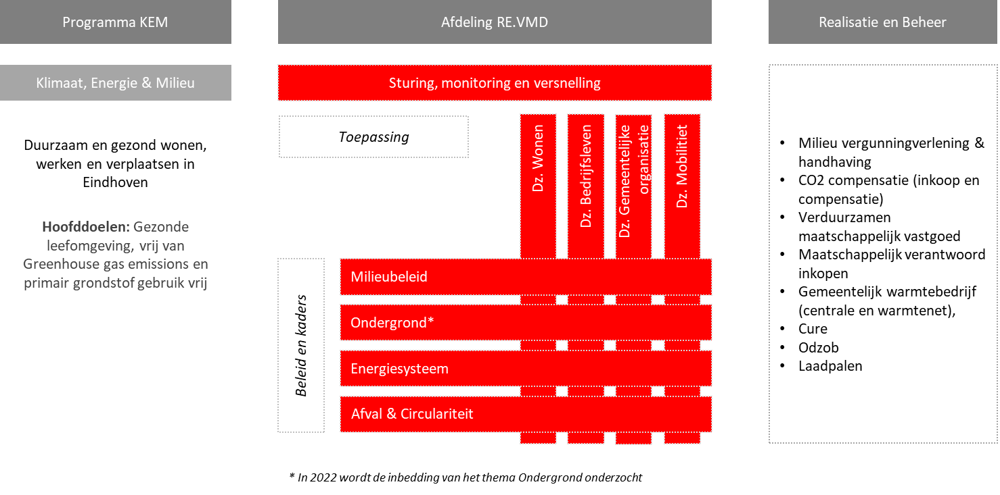 Programma KEM
Afdeling RE.VMD
Realisatie en Beheer
Klimaat, Energie & Milieu
Duurzaam en gezond wonen,
werken en verplaatsen in
Eindhoven
Hoofddoelen: Gezonde
leefomgeving, vrij van
Greenhouse gas emissions en
primair grondstof gebruik vrij
Sturing, monitoring en versnelling
Toepassing
Dz. Wonen
Dz. Bedrijfsleven
Dz. Gemeentelijke
organisatie
Dz. Mobilitiet
Beleid en kaders
Milieubeleid
Ondergrond*
Energiesysteem
Afval & Circulariteit
* In 2022 wordt de inbedding van het thema Ondergrond onderzocht
• Milieu vergunningverlening &
handhaving
• CO2 compensatie (inkoop en
compensatie)
• Verduurzamen
maatschappelijk vastgoed
• Maatschappelijk verantwoord
inkopen
• Gemeentelijk warmtebedrijf
(centrale en warmtenet),
• Cure
• Odzob
• Laadpalen